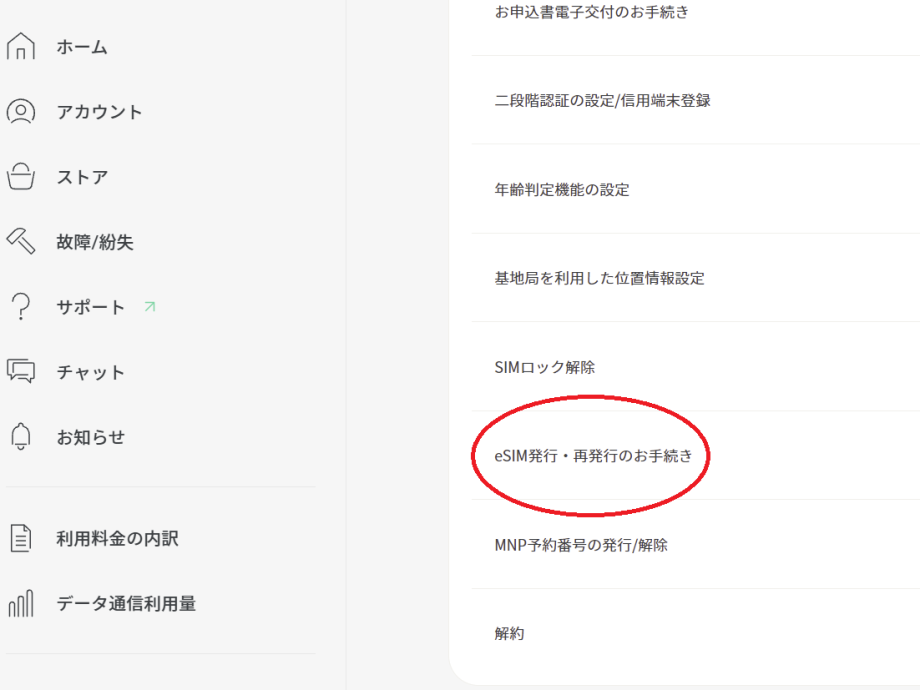 ホーム
アカウント
ストア
故障/紛失
サポート
チャット
お知らせ
利用料金の内訳
データ通信利用量
お申込書電子交付のお手続き
二段階認証の設定/信用端末登録
年齢判定機能の設定
基地局を利用した位置情報設定
SIMロック解除
eSIM発行・再発行のお手続き
MNP予約番号の発行/解除
解約